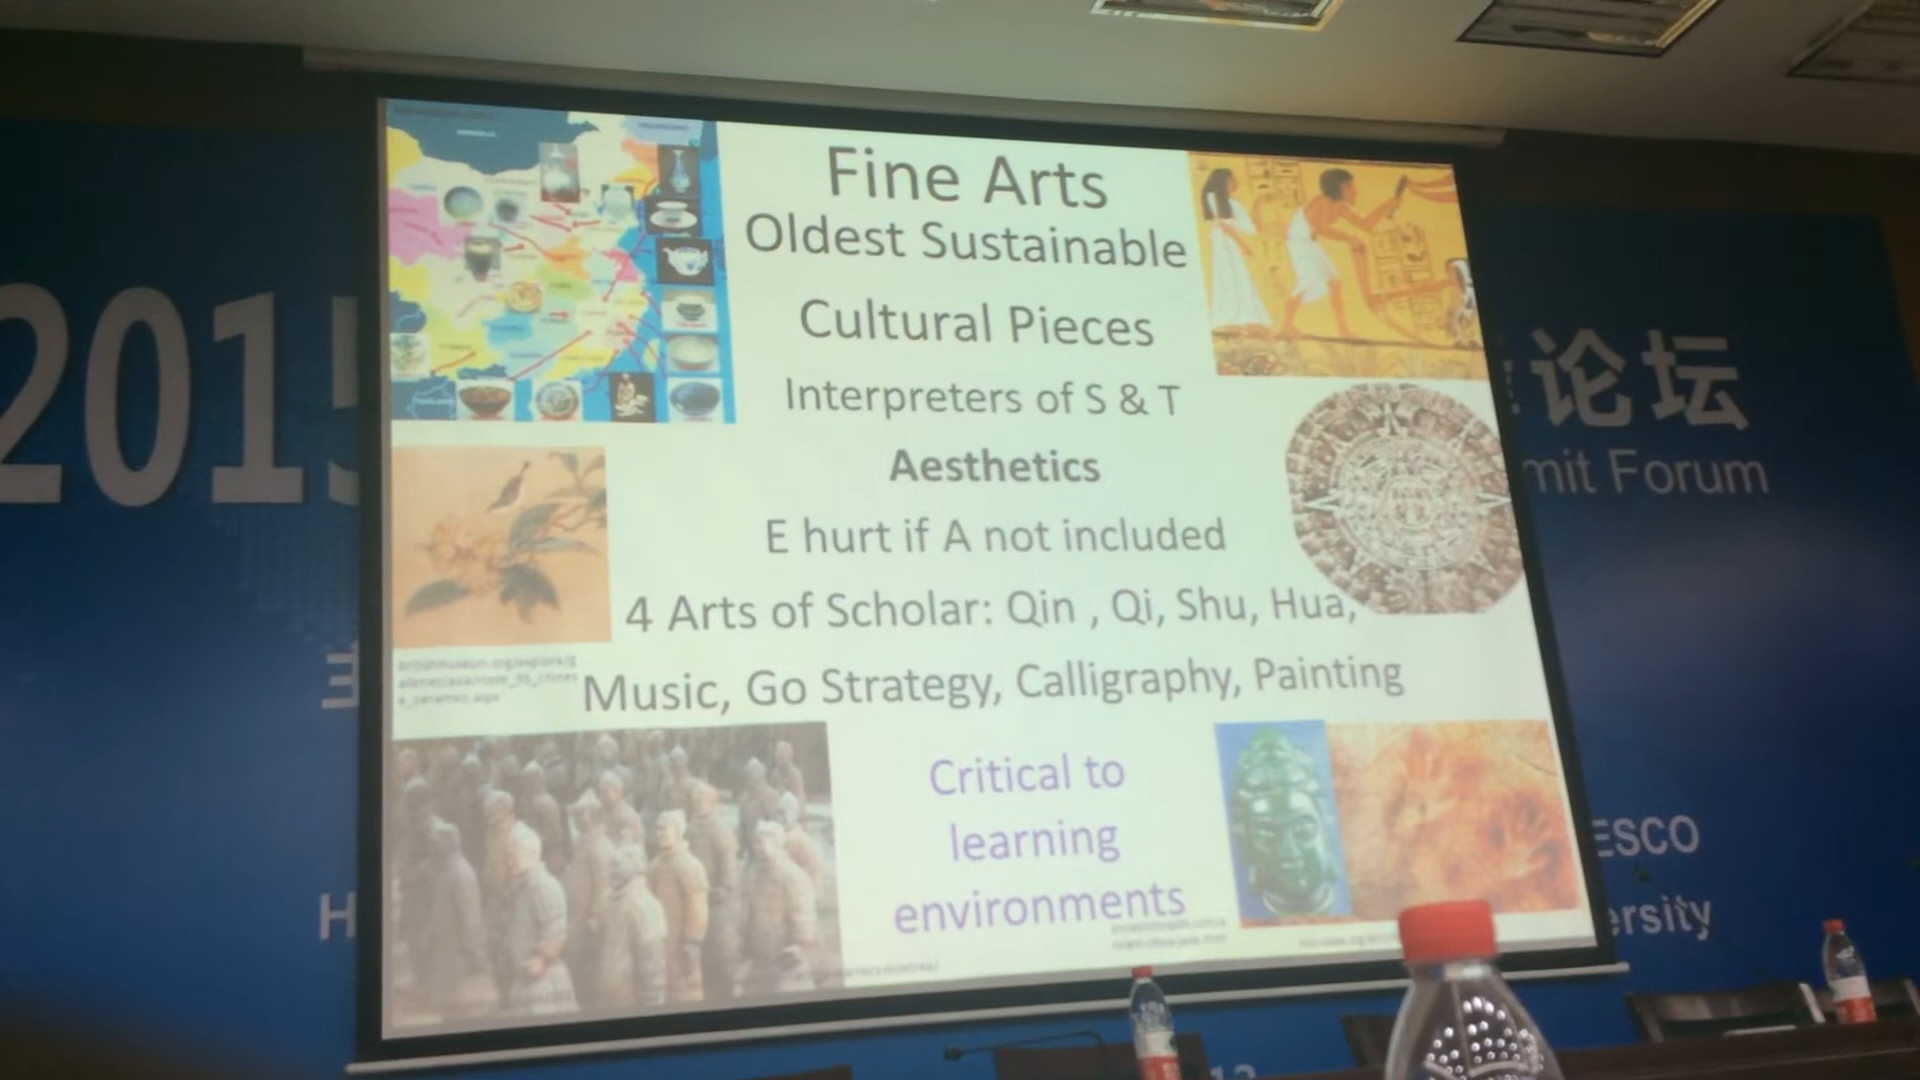 Fine Arts
Oldest Sustainable
Cultural Pieces
Interpreters of S & T
Aesthetics
E hurt if A not included
4 Arts of Scholar: Qin , Qi, Shu, Hua,
Music, Go Strategy, Calligraphy, Painting
Critical to
learning
environments
2015
论坛
mit Forum
ESCO
H
ersity